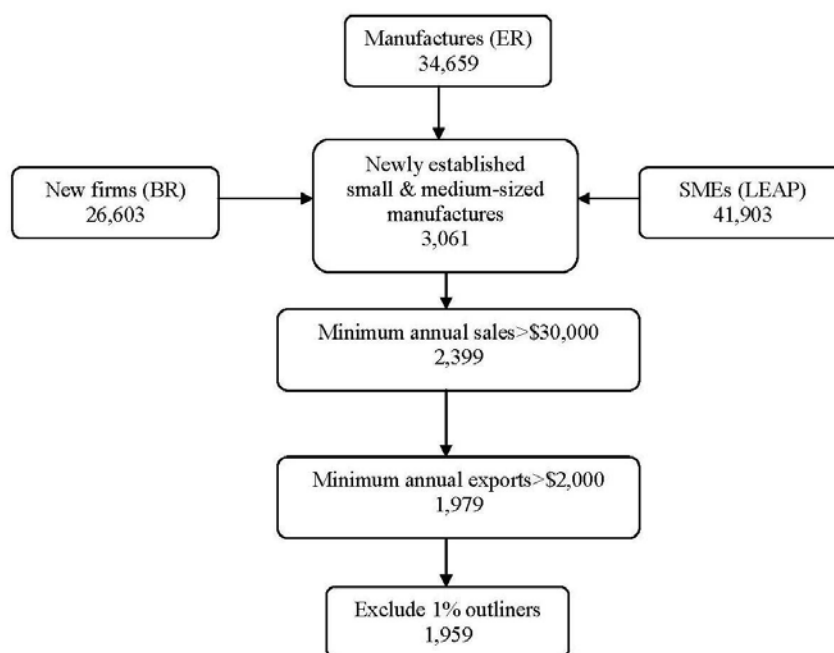 Manufactures (ER)
34,659
New firms (BR)
26,603
Newly established
small & medium-sized
manufactures
3,061
SMEs (LEAP)
41,903
Minimum annual sales>$30,000
2,399
Minimum annual exports>$2,000
1,979
Exclude 1% outliners
1,959